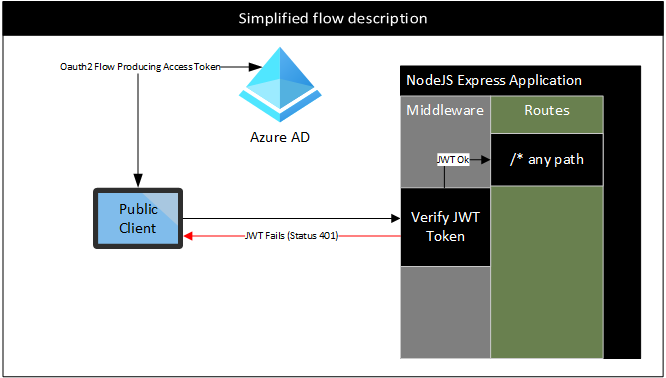 Simplified flow description
Oauth2 Flow Producing Access Token
Azure AD
NodeJS Express Application
Middleware
Routes
JWT Ok
/* any path
Public
Client
Verify JWT
Token
JWT Fails (Status 401)